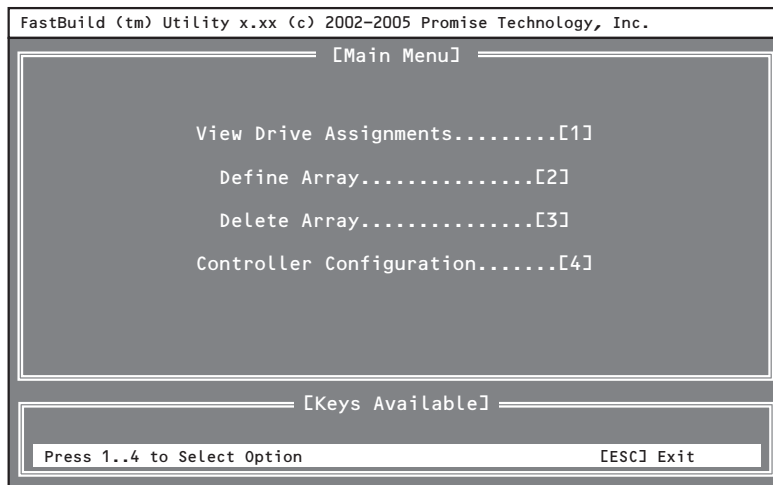 FastBuild (tm) Utility x.xx (c) 2002-2005 Promise Technology, Inc.
[Main Menu]
View Drive Assignments.........[1]
Define Array...............[2]
Delete Array...............[3]
Controller Configuration.......[4]
[Keys Available]
Press 1..4 to Select Option [ESC] Exit